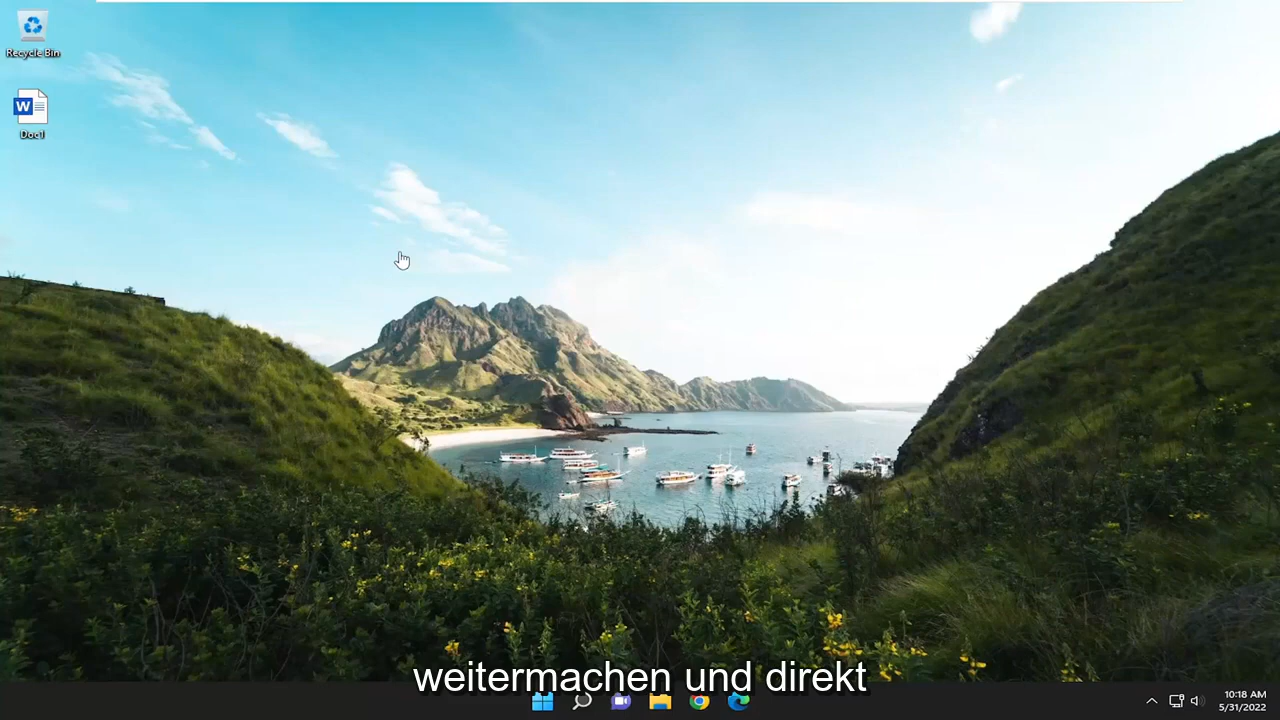 Recycle Bin
W
Doc1
weitermachen und direkt
10:18 AM
5/31/2022